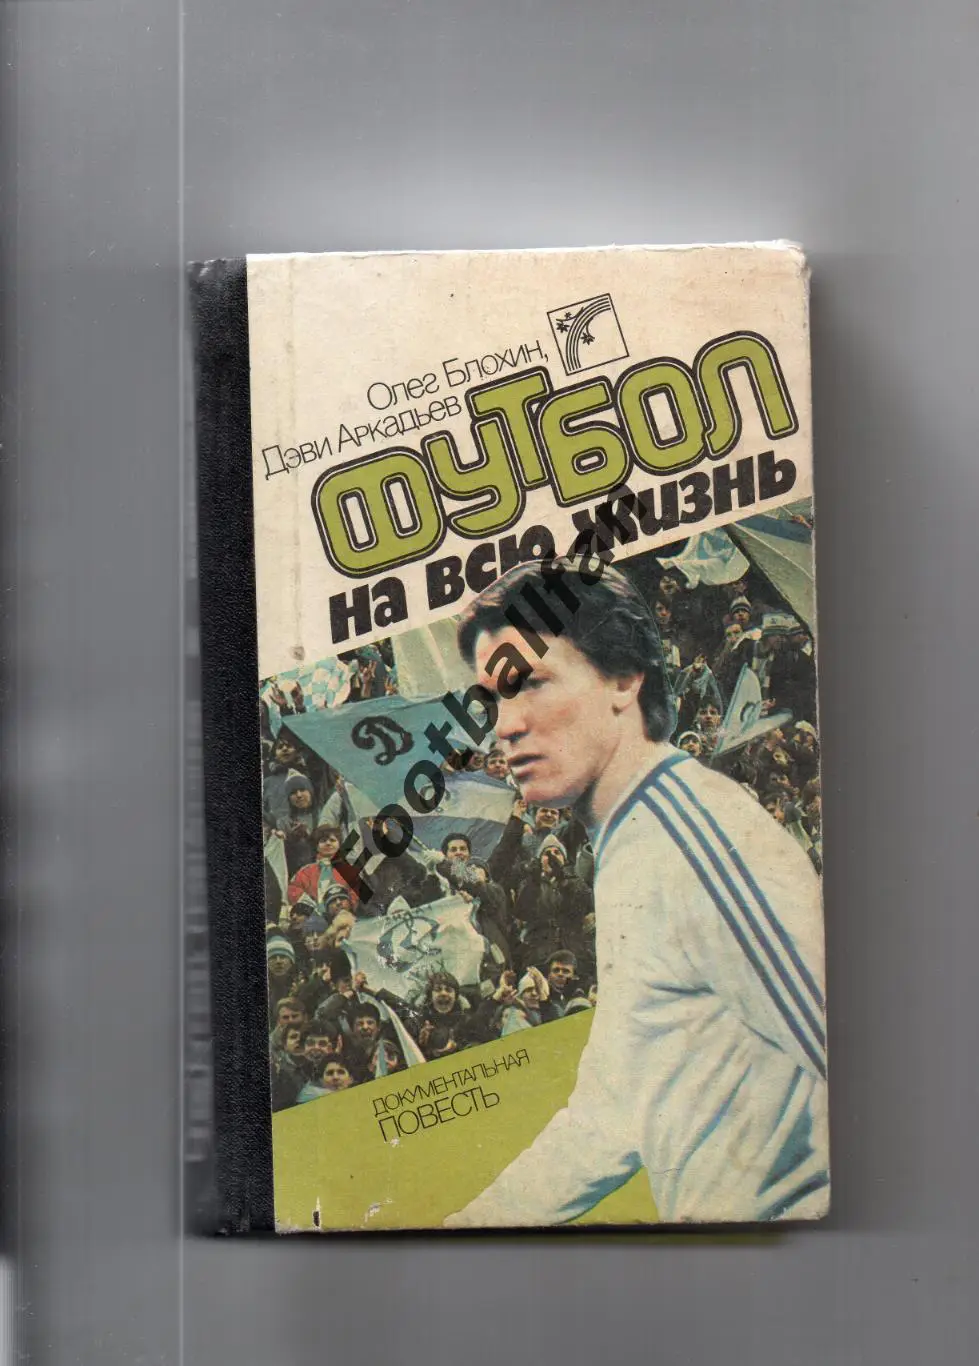 Олег Блохин,
Дэви Аркадьев
ФУТБОЛ
на всю жизнь
Д
ДОКУМЕНТАЛЬНАЯ
ПОВЕСТЬ
Footballfan